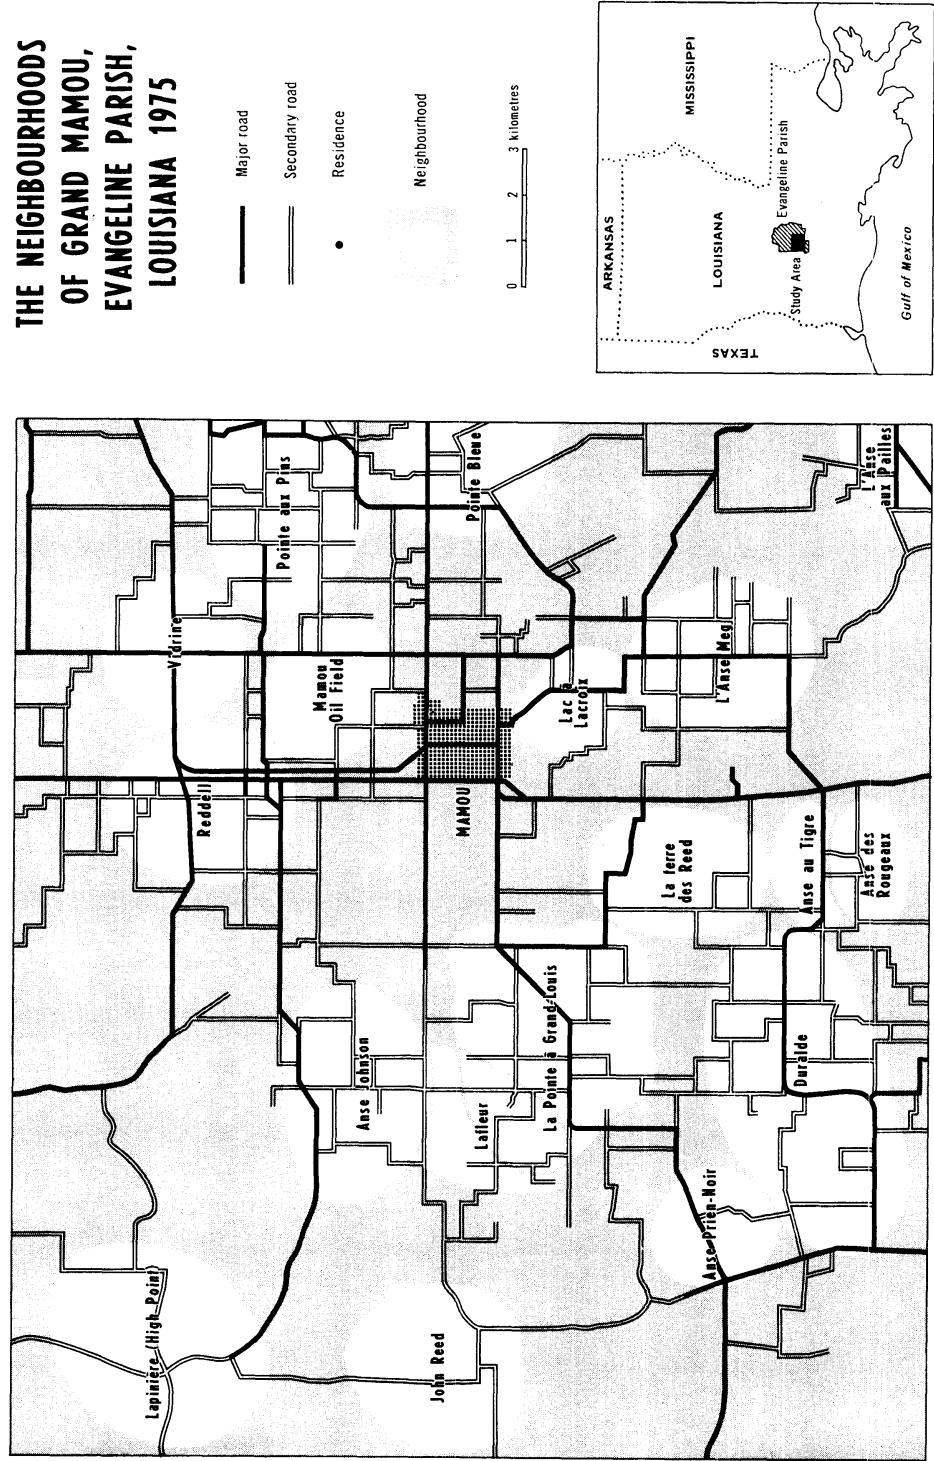 THE NEIGHBOURHOODS
OF GRAND MAMOU,
EVANGELINE PARISH,
LOUISIANA 1975
Major road
Secondary road
Residence
Neighbourhood
0 1 2 3 kilometres
ARKANSAS
MISSISSIPPI
LOUISIANA
TEXAS
Evangeline Parish
Study Area
Gulf of Mexico
Lapinière (High Point)
Reddell
Vidrine
Pointe aux Pins
Mamou
Oil Field
Anse Johnson
John Reed
Lafleur
MAMOU
Pointe Bleue
La Pointe à Grand-Louis
Lac à
Lacroix
La terre
des Reed
Anse Prien-Noir
L'Anse Meg
Duralde
Anse au Tigre
Anse des
Rougeaux
L'Anse
aux Pailles